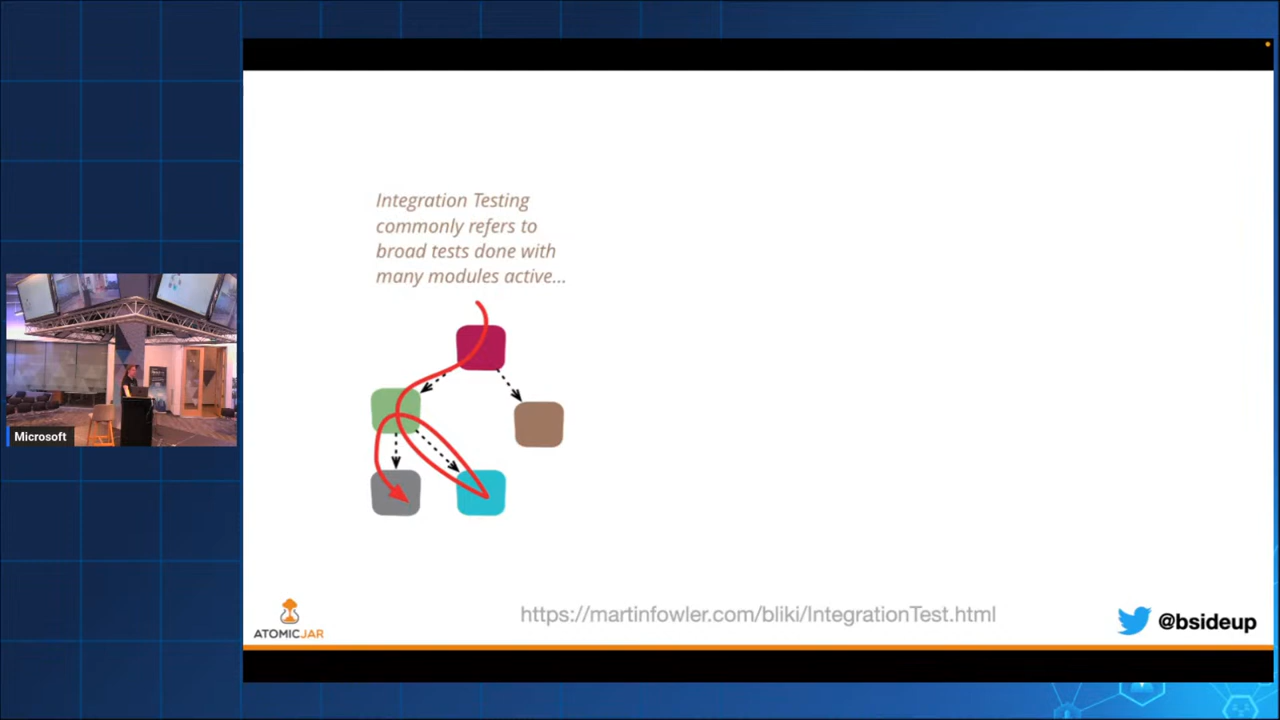 Integration Testing
commonly refers to
broad tests done with
many modules active...
Microsoft
ATOMICJAR
https://martinfowler.com/bliki/IntegrationTest.html
@bsideup